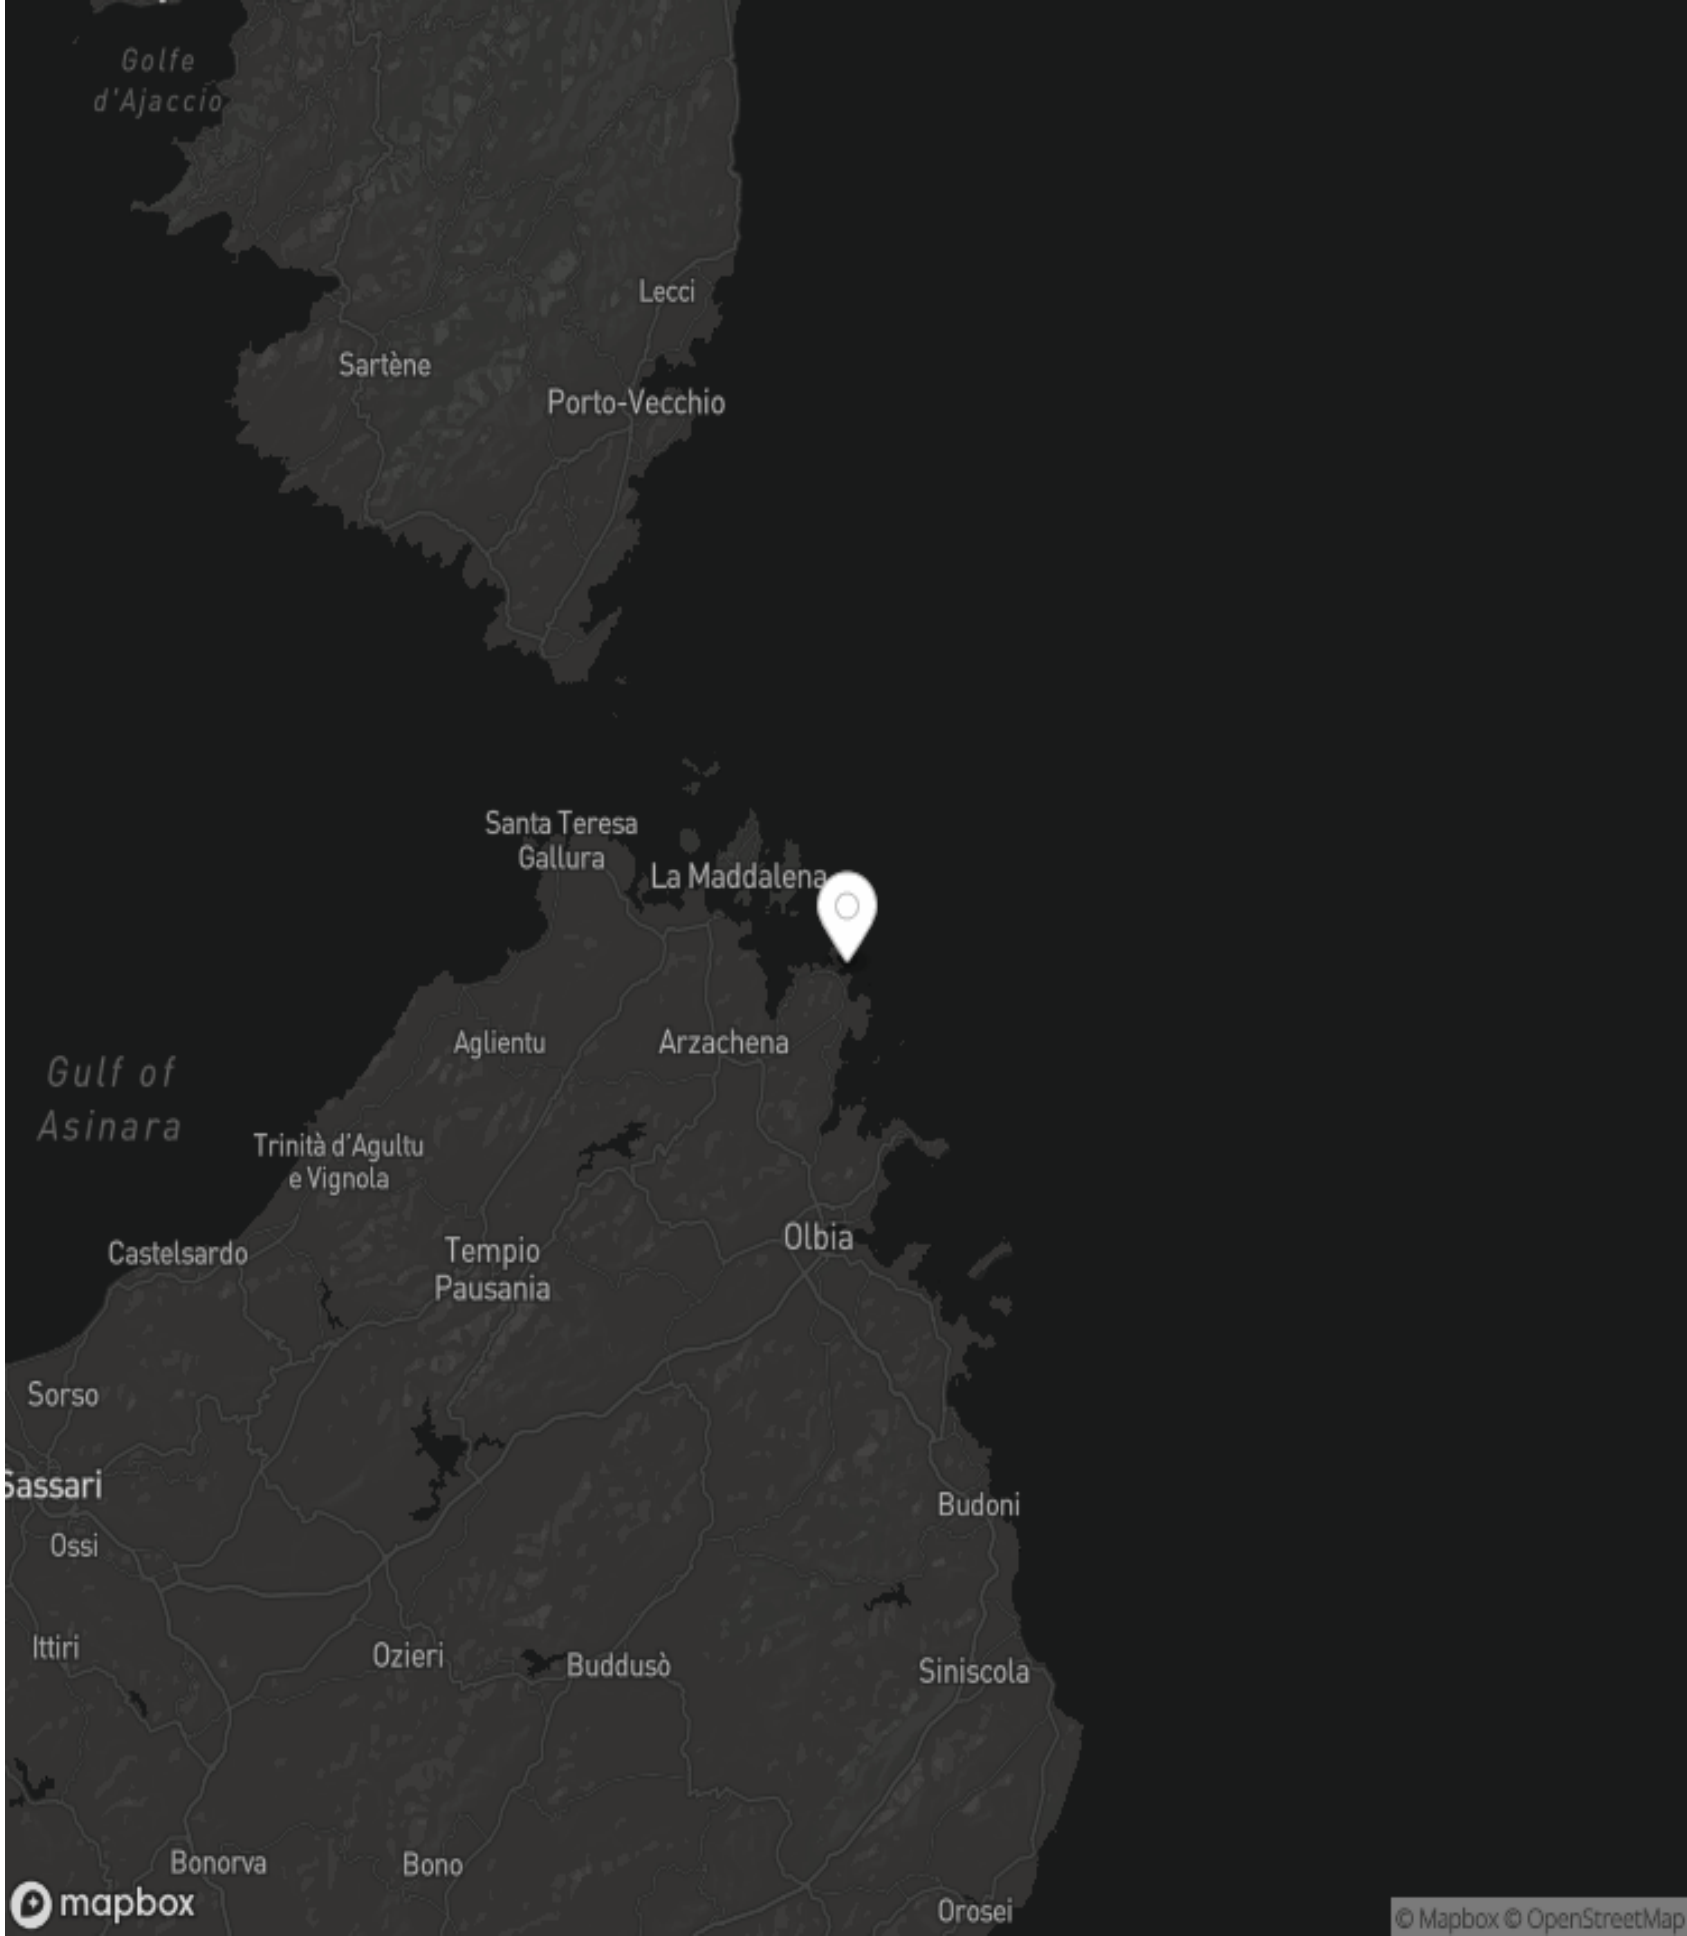 Golfe
d'Ajaccio
Lecci
Sartène
Porto-Vecchio
Santa Teresa
Gallura
La Maddalena
Aglientu
Arzachena
Gulf of
Asinara
Trinità d'Agultu
e Vignola
Olbia
Castelsardo
Tempio
Pausania
Sorso
Sassari
Budoni
Ossi
Ittiri
Ozieri
Buddusò
Siniscola
Bonorva
Bono
mapbox
Orosei
© Mapbox © OpenStreetMap